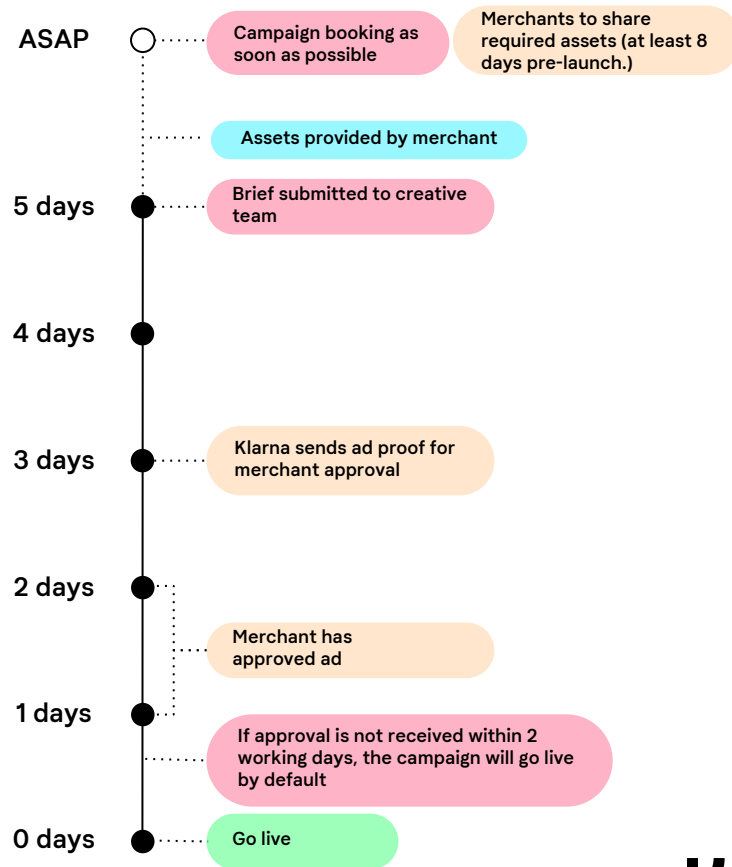 ASAP
Campaign booking as
soon as possible
Merchants to share
required assets (at least 8
days pre-launch.)
Assets provided by merchant
5 days
Brief submitted to creative
team
4 days
3 days
Klarna sends ad proof for
merchant approval
2 days
Merchant has
approved ad
1 days
If approval is not received within 2
working days, the campaign will go live
by default
0 days
Go live